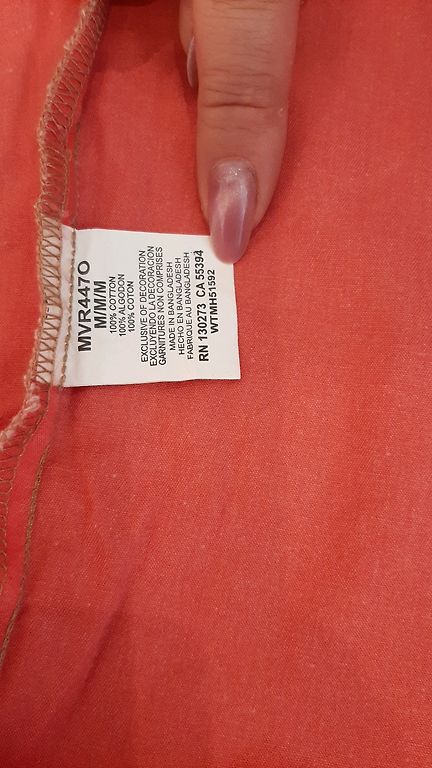 MVR447O
M/M/M
100% COTTON
100% ALGODON
100% COTON
EXCLUSIVE OF DECORATION
EXCLUYENDO LA DECORACION
GARNITURES NON COMPRISES
MADE IN BANGLADESH
HECHO EN BANGLADESH
FABRIQUE AU BANGLADESH
RN 130273 CA 55394
WTMH51592